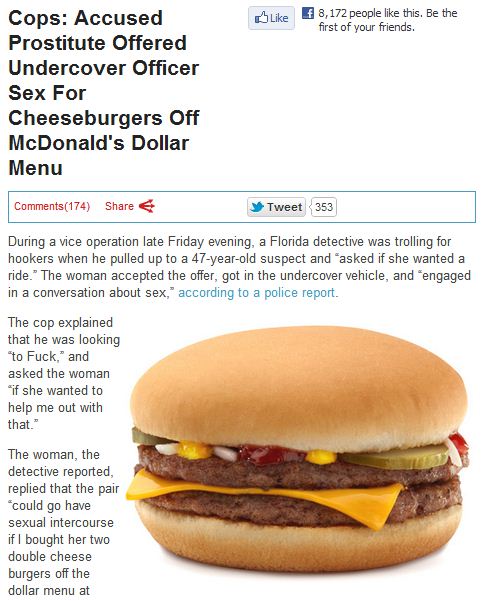 Cops: Accused
Prostitute Offered
Undercover Officer
Sex For
Cheeseburgers Off
McDonald's Dollar
Menu
Like
8,172 people like this. Be the
first of your friends.
Comments(174) Share
Tweet 353
During a vice operation late Friday evening, a Florida detective was trolling for
hookers when he pulled up to a 47-year-old suspect and “asked if she wanted a
ride.” The woman accepted the offer, got in the undercover vehicle, and “engaged
in a conversation about sex,” according to a police report.
The cop explained
that he was looking
“to Fuck,” and
asked the woman
“if she wanted to
help me out with
that.”
The woman, the
detective reported,
replied that the pair
“could go have
sexual intercourse
if I bought her two
double cheese
burgers off the
dollar menu at